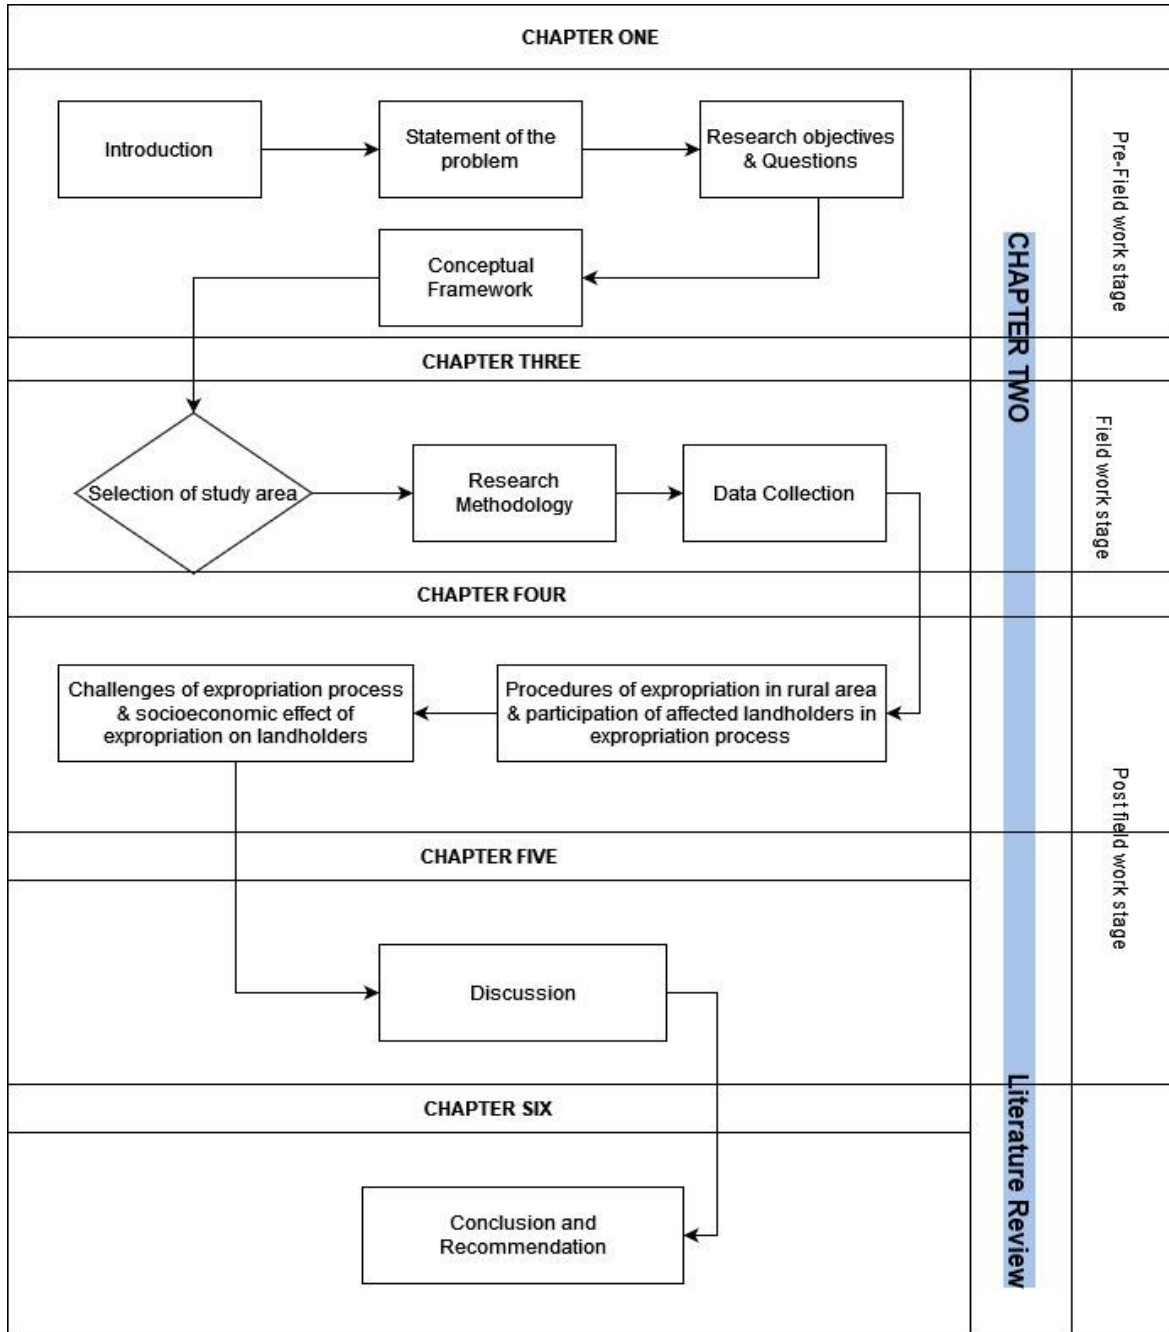 CHAPTER ONE
Introduction
Statement of the
problem
Research objectives
& Questions
Conceptual
Framework
Pre-Field work stage
CHAPTER TWO
Literature Review
CHAPTER THREE
Selection of study area
Research
Methodology
Data Collection
Field work stage
CHAPTER FOUR
Challenges of expropriation process
& socioeconomic effect of
expropriation on landholders
Procedures of expropriation in rural area
& participation of affected landholders in
expropriation process
Post field work stage
CHAPTER FIVE
Discussion
CHAPTER SIX
Conclusion and
Recommendation